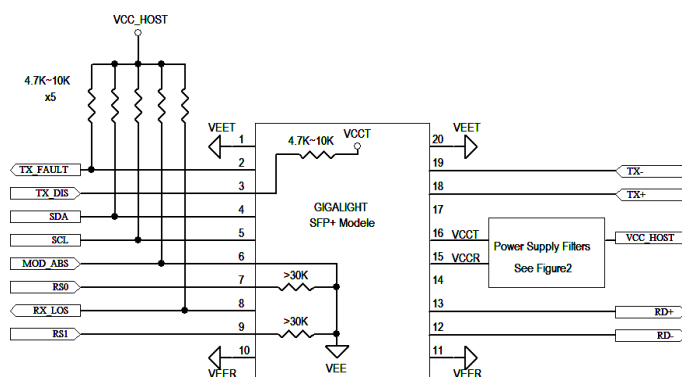 VCC_HOST
4.7K~10K
x5
VEET
1
4.7K~10K
VCCT
20
VEET
TX_FAULT
2
19
TX-
TX_DIS
3
18
TX+
SDA
4
GIGALIGHT
SFP+ Modele
17
SCL
5
16
VCCT
Power Supply Filters
See Figure2
VCC_HOST
MOD_ABS
6
15
VCCR
RS0
7
>30K
14
RX_LOS
8
13
RD+
RS1
9
>30K
12
RD-
10
VEER
VEE
11
VEER